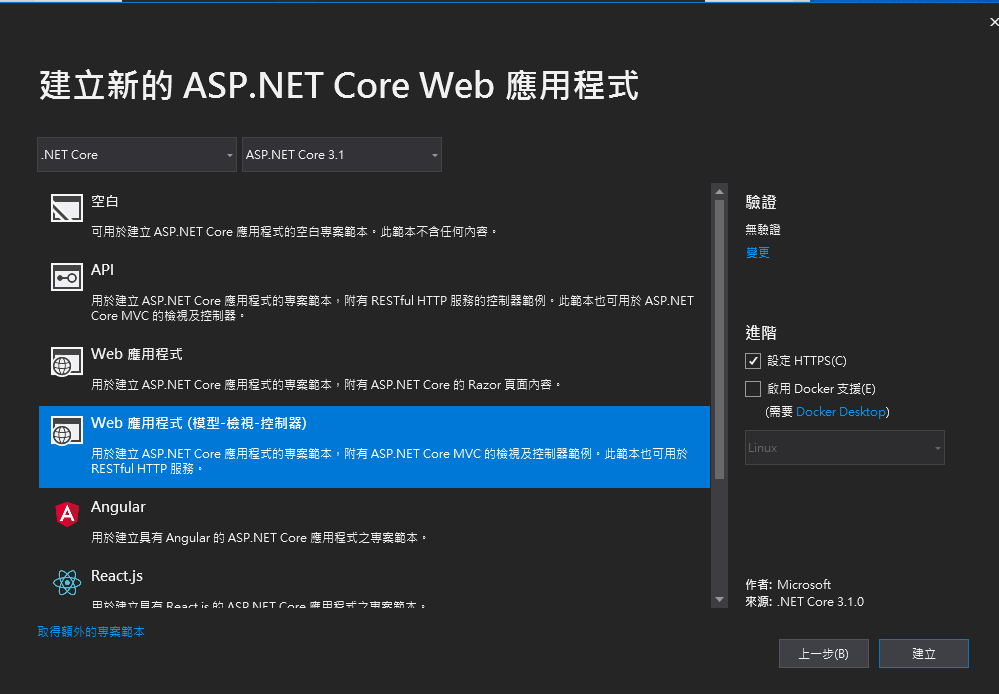 建立新的 ASP.NET Core Web 應用程式
.NET Core
ASP.NET Core 3.1
空白
可用於建立 ASP.NET Core 應用程式的空白專案範本。此範本不含任何內容。
API
用於建立 ASP.NET Core 應用程式的專案範本，附有 RESTful HTTP 服務的控制器範例。此範本也可用於 ASP.NET
Core MVC 的檢視及控制器。
Web 應用程式
用於建立 ASP.NET Core 應用程式的專案範本，附有 ASP.NET Core 的 Razor 頁面內容。
Web 應用程式 (模型-檢視-控制器)
用於建立 ASP.NET Core 應用程式的專案範本，附有 ASP.NET Core MVC 的檢視及控制器範例。此範本也可用於
RESTful HTTP 服務。
Angular
用於建立具有 Angular 的 ASP.NET Core 應用程式之專案範本。
React.js
用於建立具有 React.js 的 ASP.NET Core 應用程式之專案範本。
取得額外的專案範本
驗證
無驗證
變更
進階
設定 HTTPS(C)
啟用 Docker 支援(E)
(需要 Docker Desktop)
Linux
作者: Microsoft
來源: .NET Core 3.1.0
上一步(B)
建立